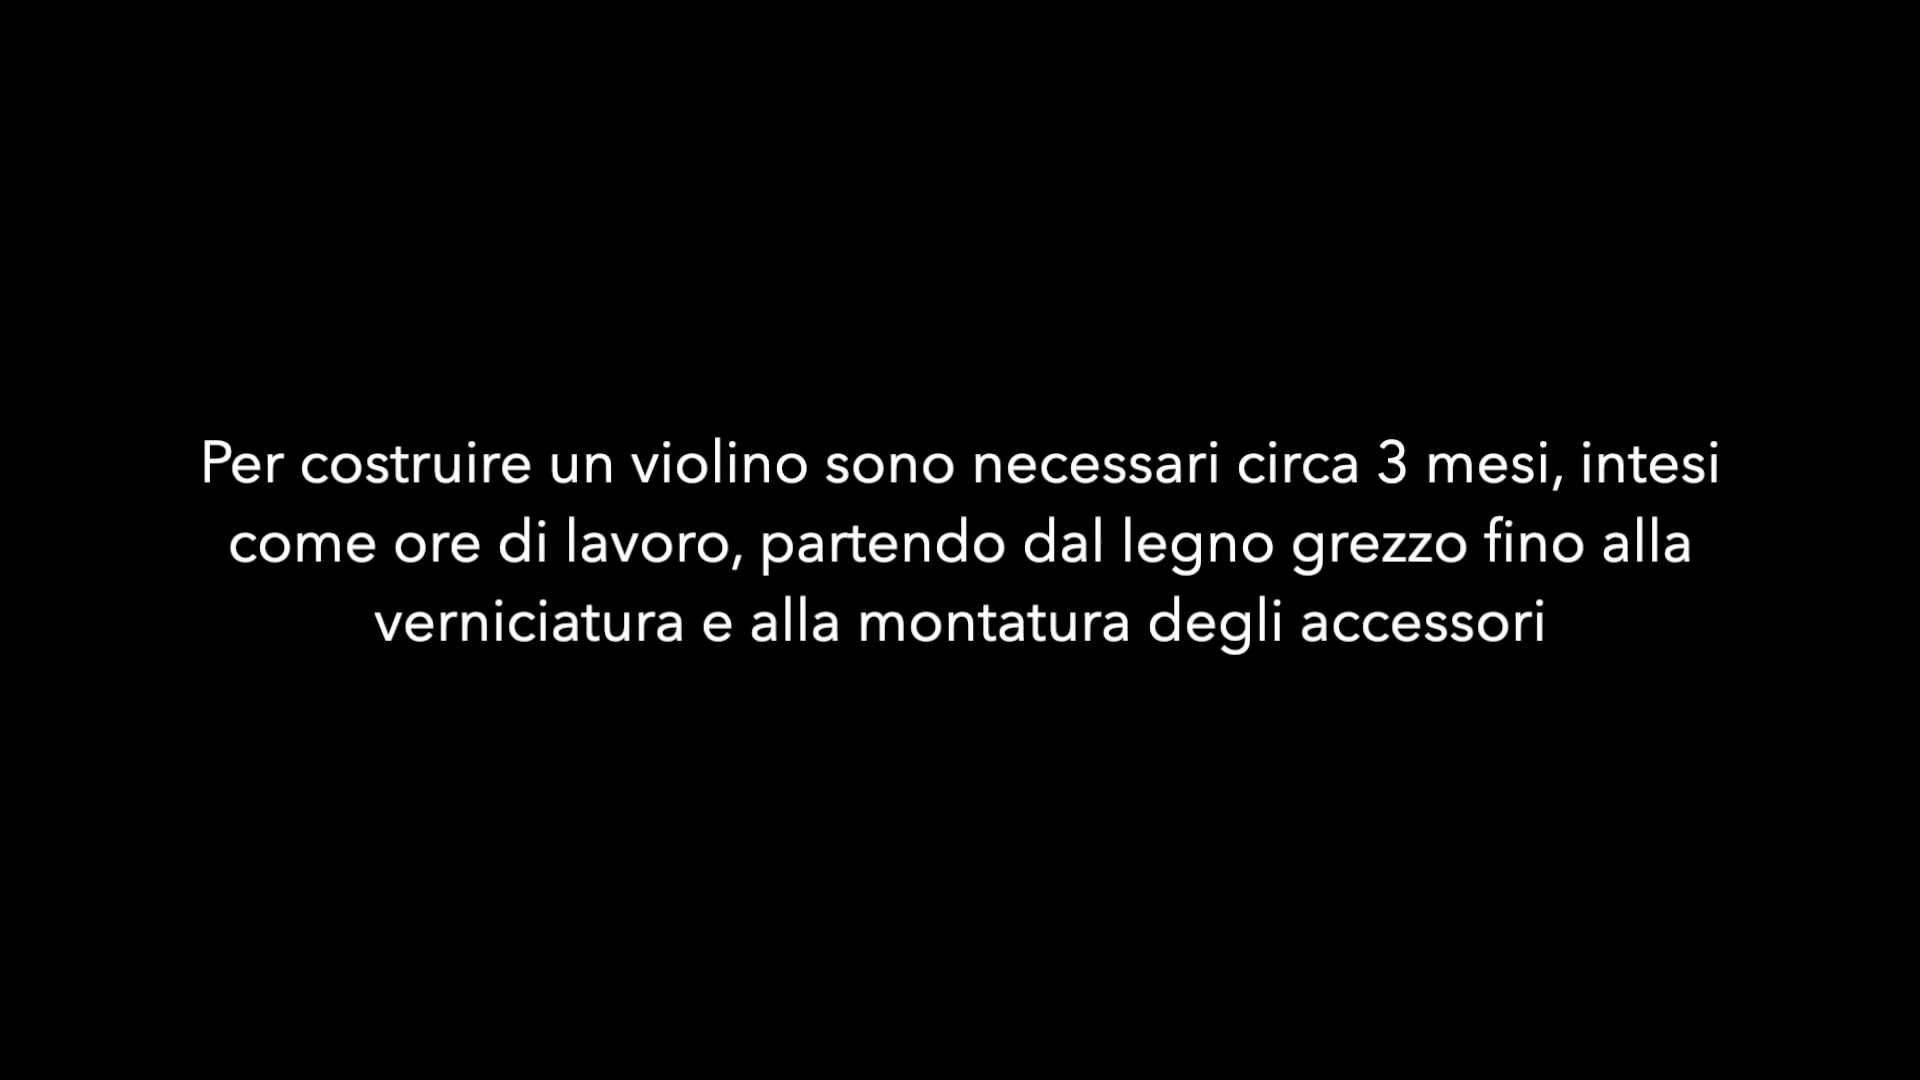 Per costruire un violino sono necessari circa 3 mesi, intesi
come ore di lavoro, partendo dal legno grezzo fino alla
verniciatura e alla montatura degli accessori